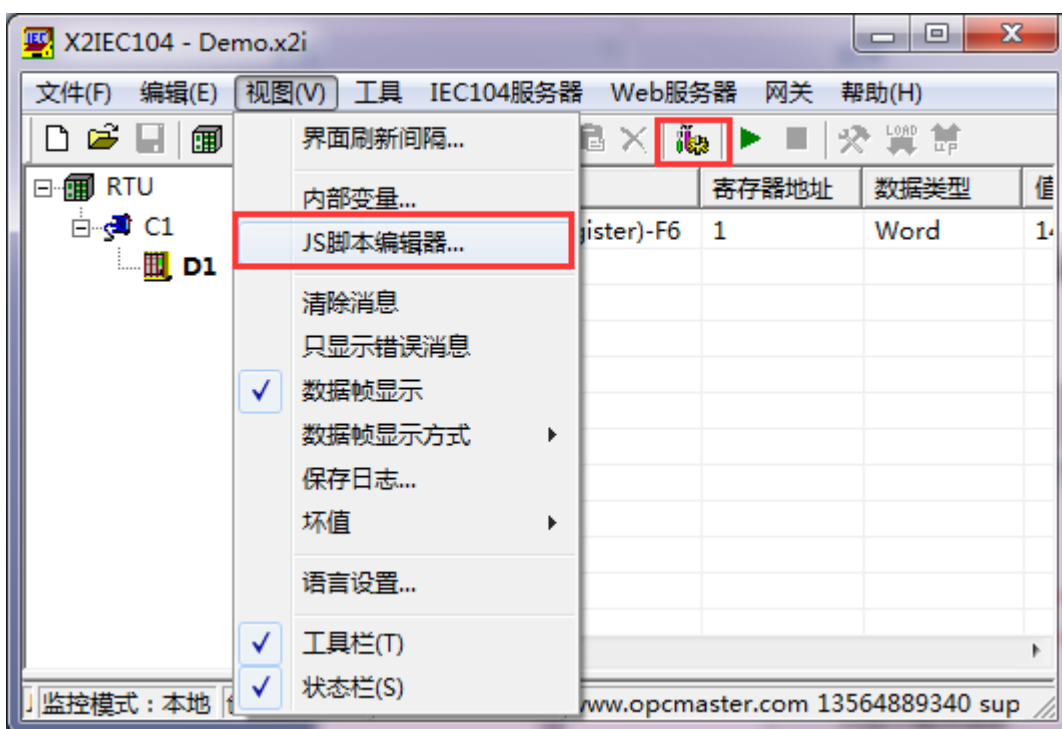 X2IEC104 - Demo.x2i
文件(F) 编辑(E) 视图(V) 工具 IEC104服务器 Web服务器 网关 帮助(H)
LOAD UP
界面刷新间隔...
内部变量...
JS脚本编辑器...
清除消息
只显示错误消息
数据帧显示
数据帧显示方式
保存日志...
坏值
语言设置...
工具栏(T)
状态栏(S)
RTU
C1
D1
寄存器地址 数据类型 值
ister)-F6 1 Word
监控模式：本地
www.opcmaster.com 13564889340 sup